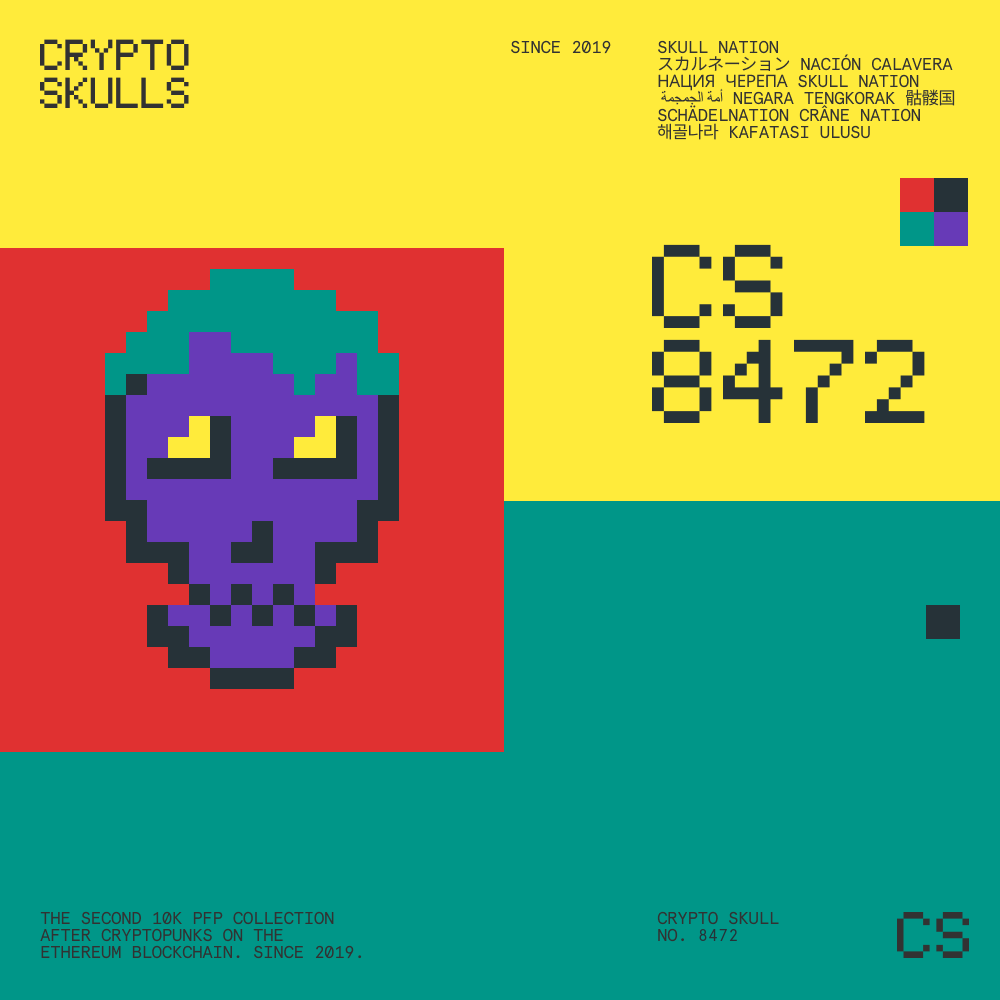 CRYPTO
SKULLS
SINCE 2019
SKULL NATION
スカルネーション NACIÓN CALAVERA
НАЦИЯ ЧЕРЕПА SKULL NATION
أمة الجمجمة NEGARA TENGKORAK 骷髅国
SCHÄDELNATION CRÂNE NATION
해골나라 KAFATASI ULUSU
CS
8472
THE SECOND 10K PFP COLLECTION
AFTER CRYPTOPUNKS ON THE
ETHEREUM BLOCKCHAIN. SINCE 2019.
CRYPTO SKULL
NO. 8472
CS